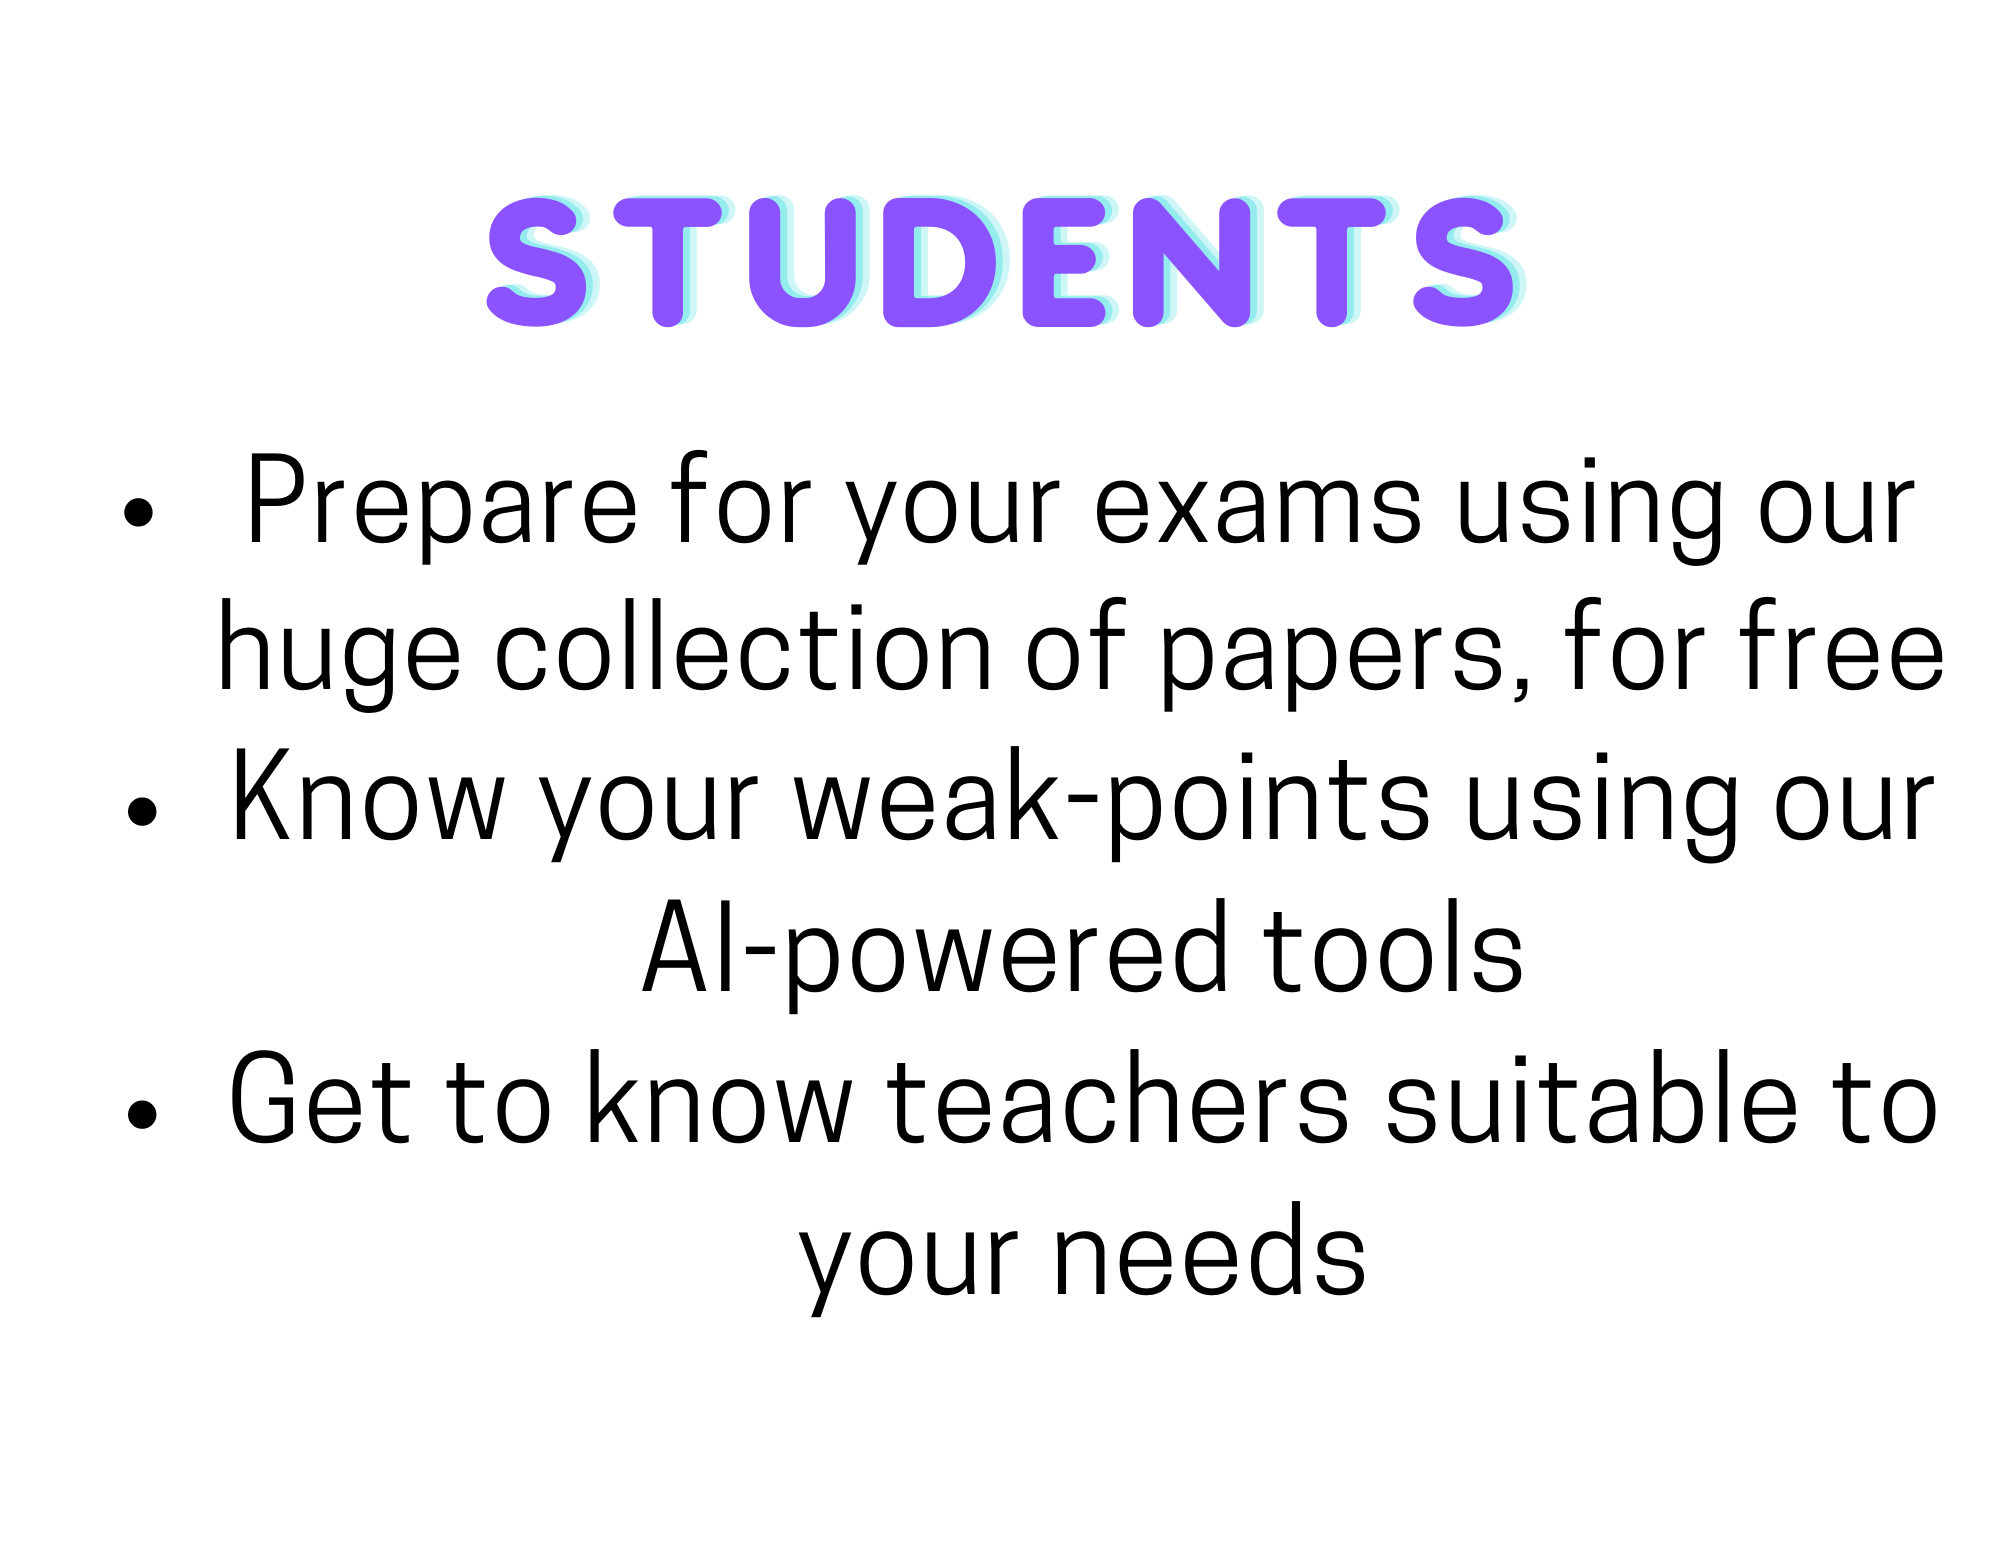 STUDENTS
• Prepare for your exams using our
huge collection of papers, for free
• Know your weak-points using our
AI-powered tools
• Get to know teachers suitable to
your needs